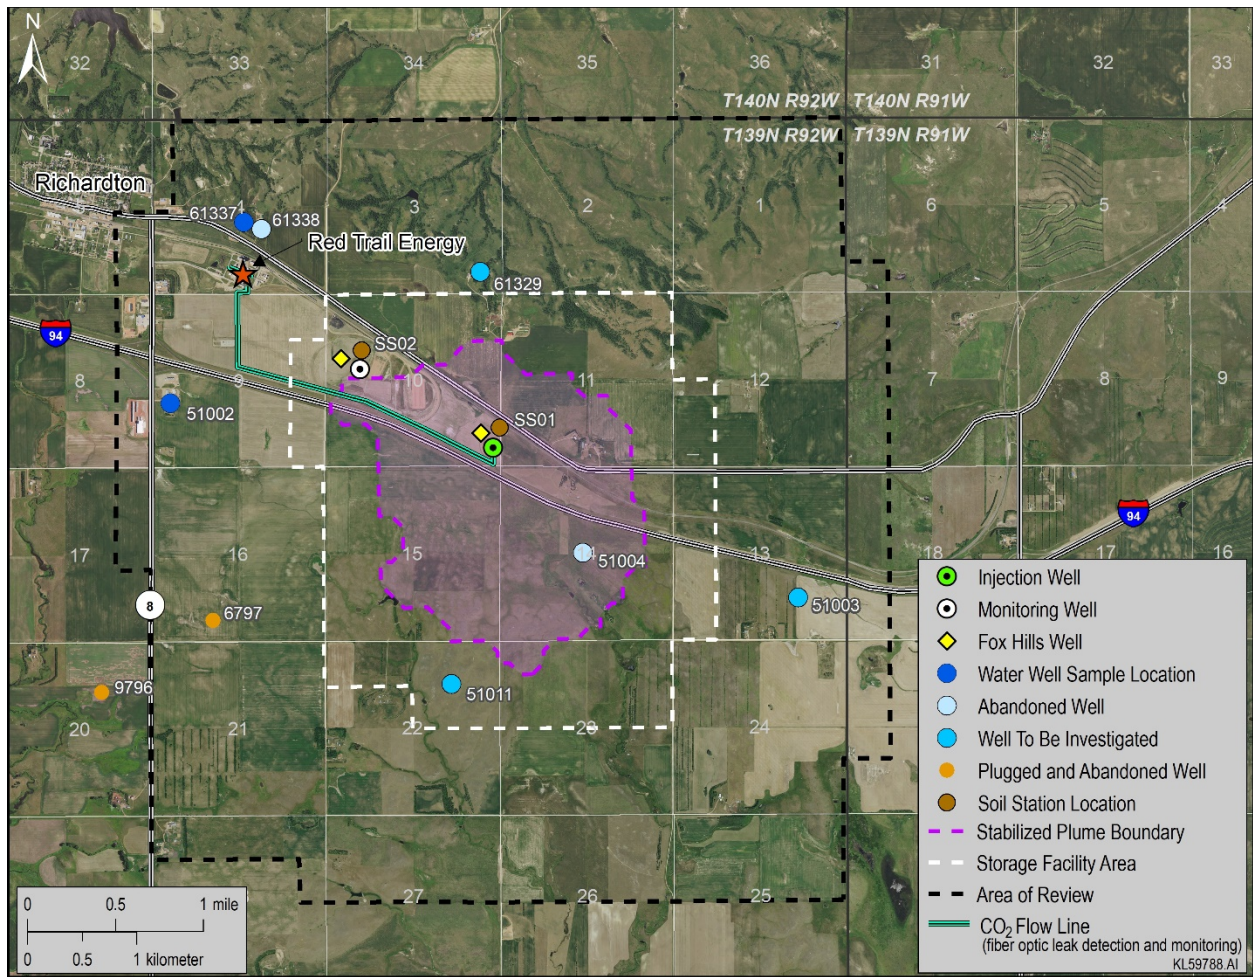 N
32
33
34
35
36
31
32
33
T140N R92W
T140N R91W
T139N R92W
T139N R91W
Richardton
61337
4
61338
3
2
1
6
5
4
Red Trail Energy
61329
94
SS02
8
9
10
11
12
7
8
9
51002
SS01
94
17
16
15
14
13
18
17
16
51004
51003
8
6797
9796
51011
20
21
22
23
24
27
26
25
Injection Well
Monitoring Well
Fox Hills Well
Water Well Sample Location
Abandoned Well
Well To Be Investigated
Plugged and Abandoned Well
Soil Station Location
Stabilized Plume Boundary
Storage Facility Area
Area of Review
CO₂ Flow Line
(fiber optic leak detection and monitoring)
KL59788.AI
0 0.5 1 mile
0 0.5 1 kilometer